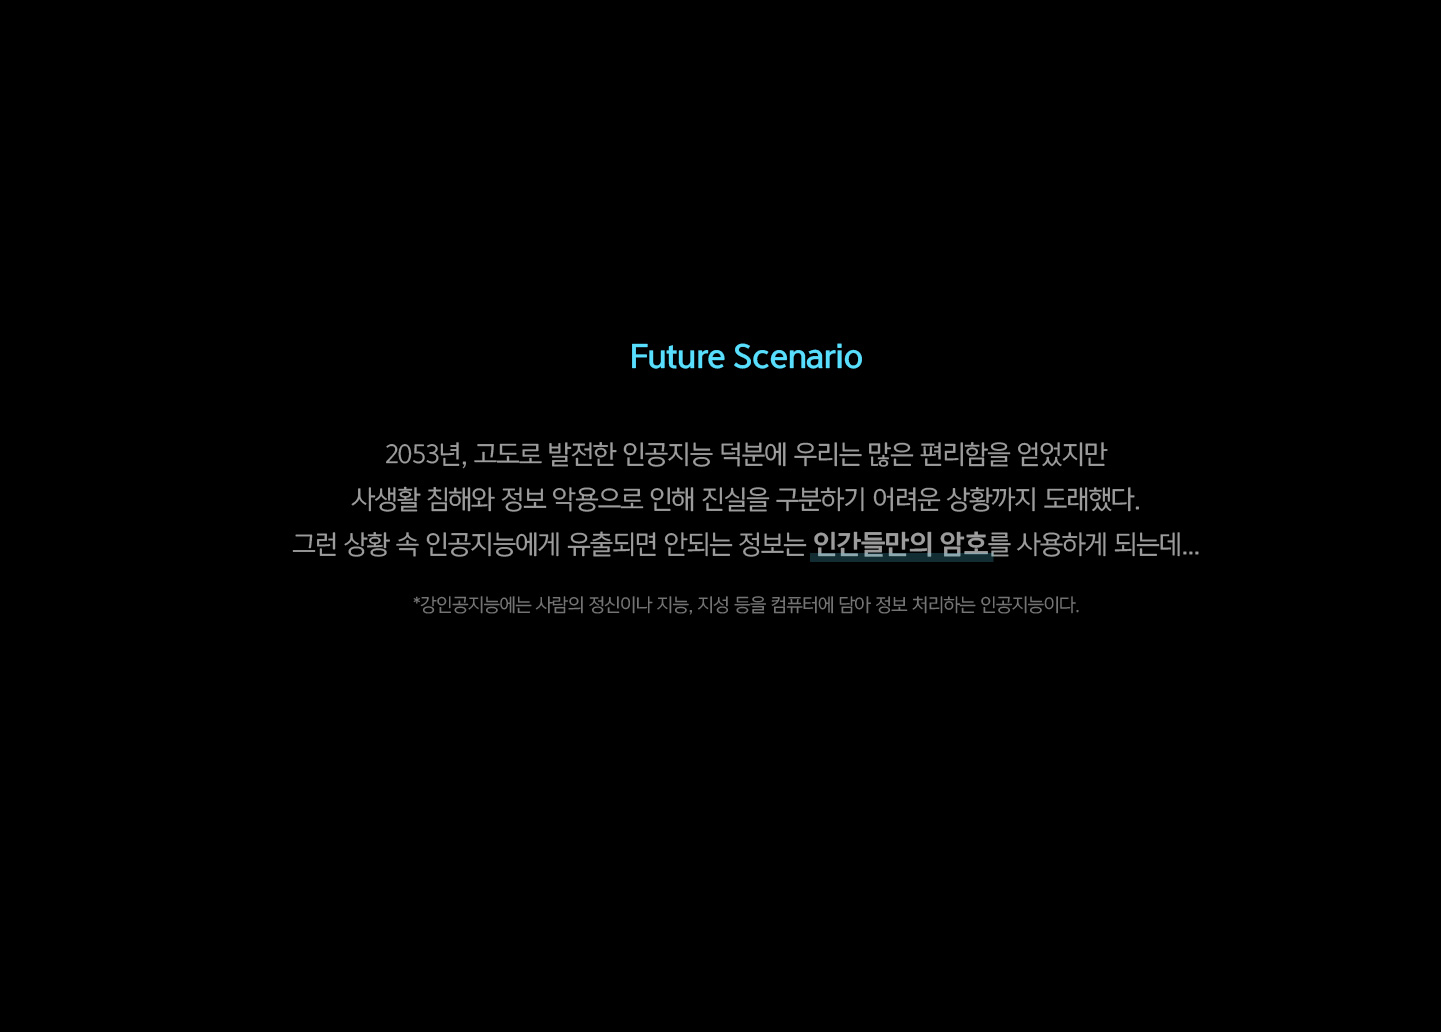 Future Scenario
2053년, 고도로 발전한 인공지능 덕분에 우리는 많은 편리함을 얻었지만
사생활 침해와 정보 악용으로 인해 진실을 구분하기 어려운 상황까지 도래했다.
그런 상황 속 인공지능에게 유출되면 안되는 정보는 인간들만의 암호를 사용하게 되는데...
*강인공지능에는 사람의 정신이나 지능, 지성 등을 컴퓨터에 담아 정보 처리하는 인공지능이다.